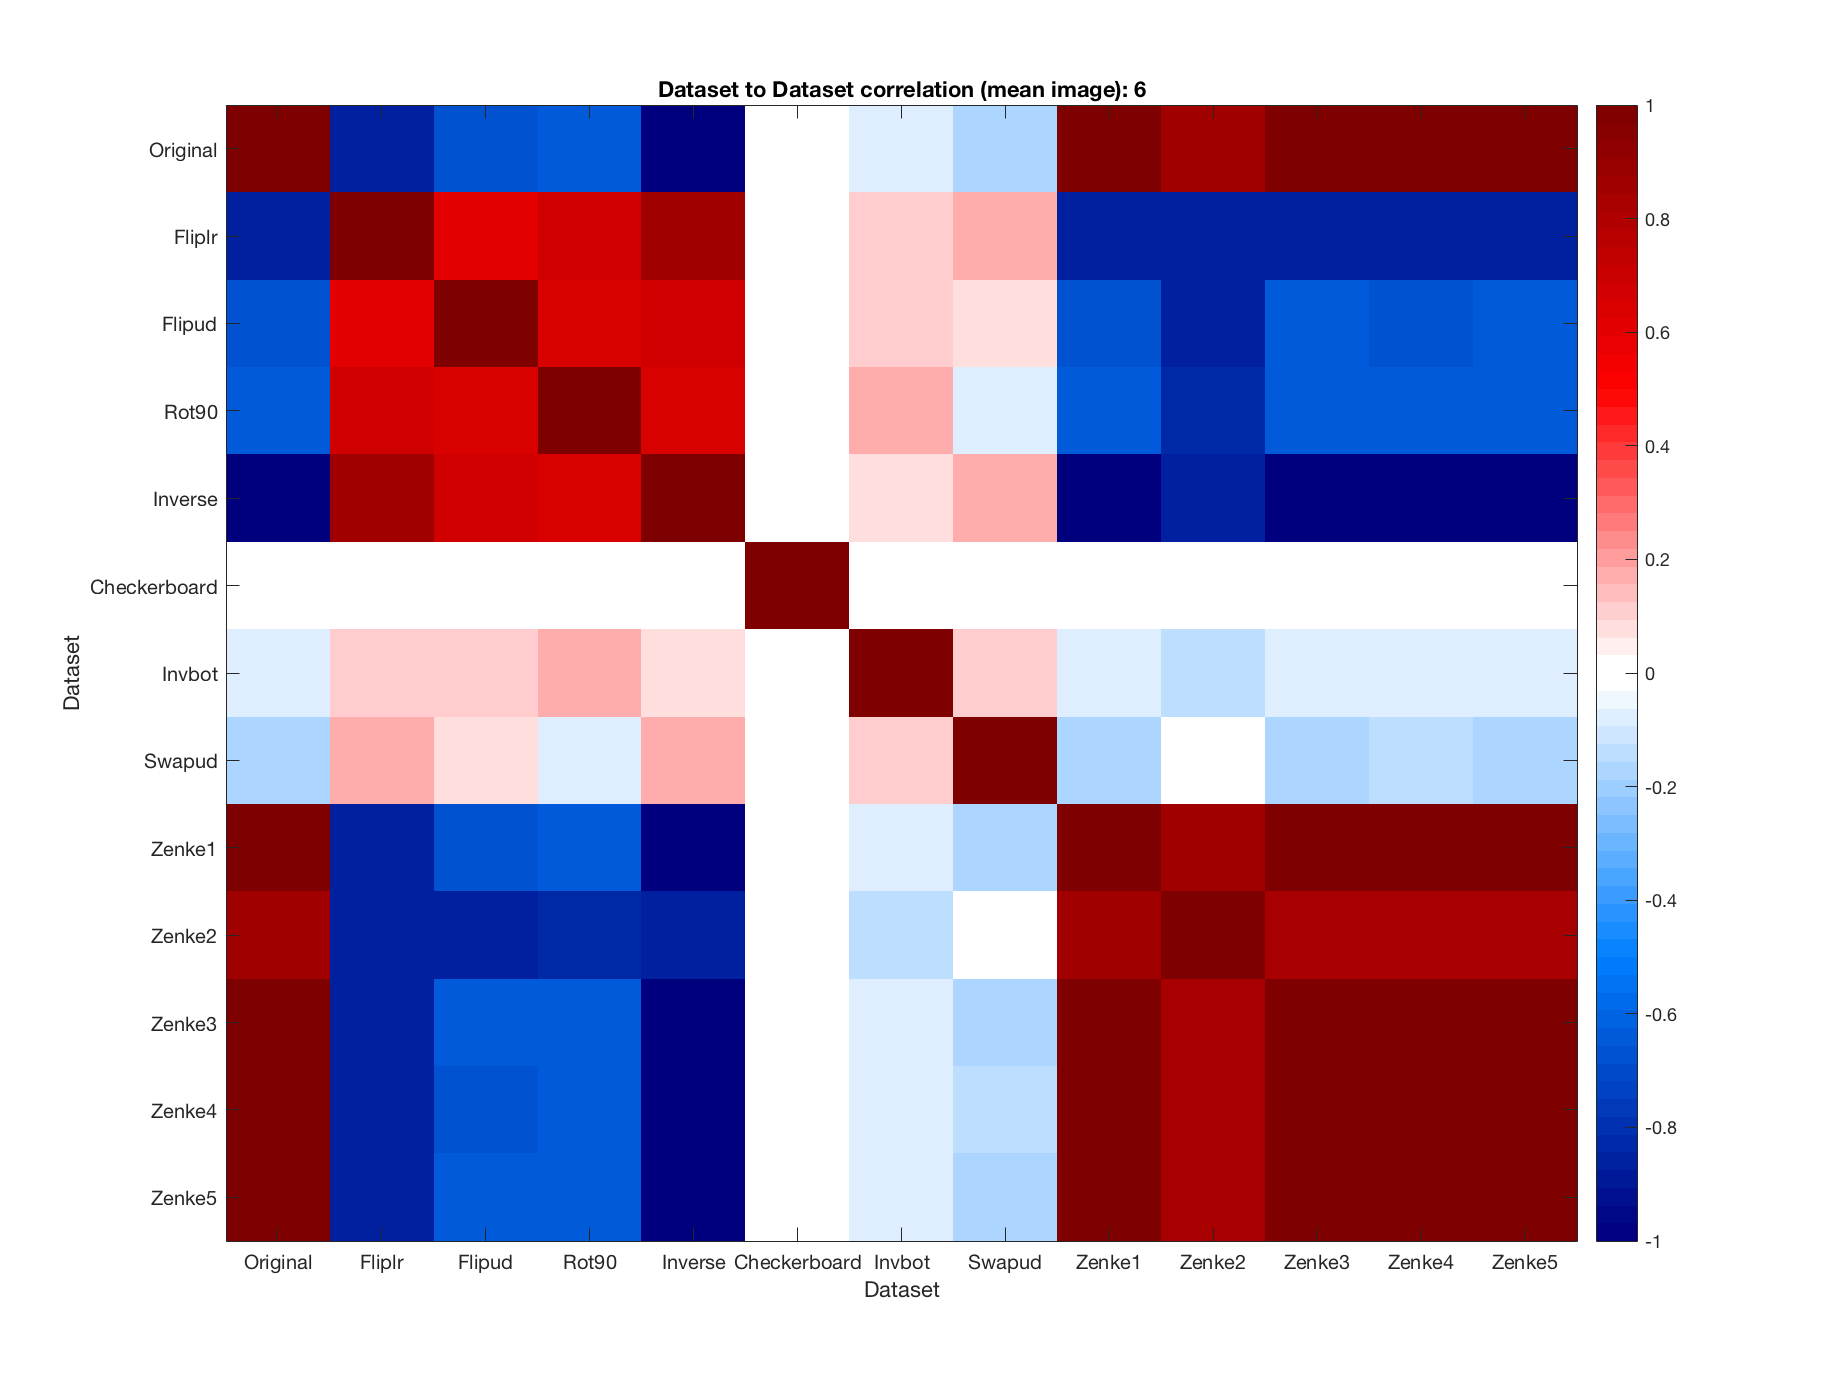 Dataset to Dataset correlation (mean image): 6
Original
Fliplr
Flipud
Rot90
Inverse
Checkerboard
Invbot
Swapud
Zenke1
Zenke2
Zenke3
Zenke4
Zenke5
Dataset
Original Fliplr Flipud Rot90 Inverse Checkerboard Invbot Swapud Zenke1 Zenke2 Zenke3 Zenke4 Zenke5
Dataset
1
0.8
0.6
0.4
0.2
0
-0.2
-0.4
-0.6
-0.8
-1